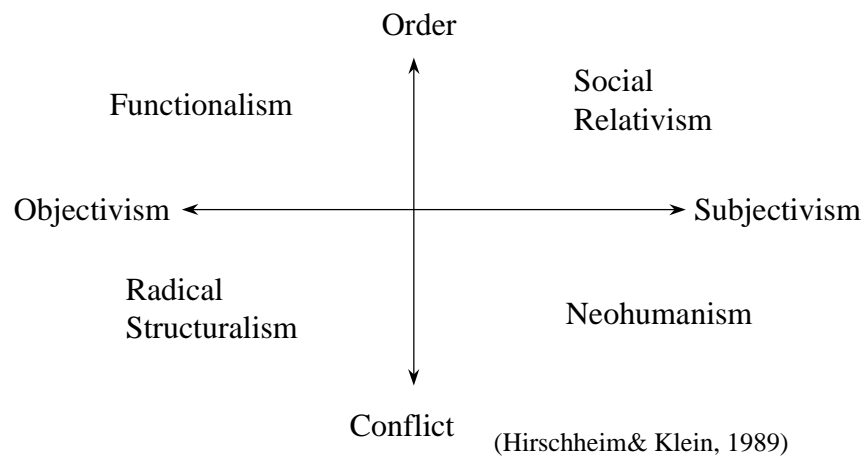 Order
Functionalism
Social
Relativism
Objectivism
Subjectivism
Radical
Structuralism
Neohumanism
Conflict
(Hirschheim& Klein, 1989)